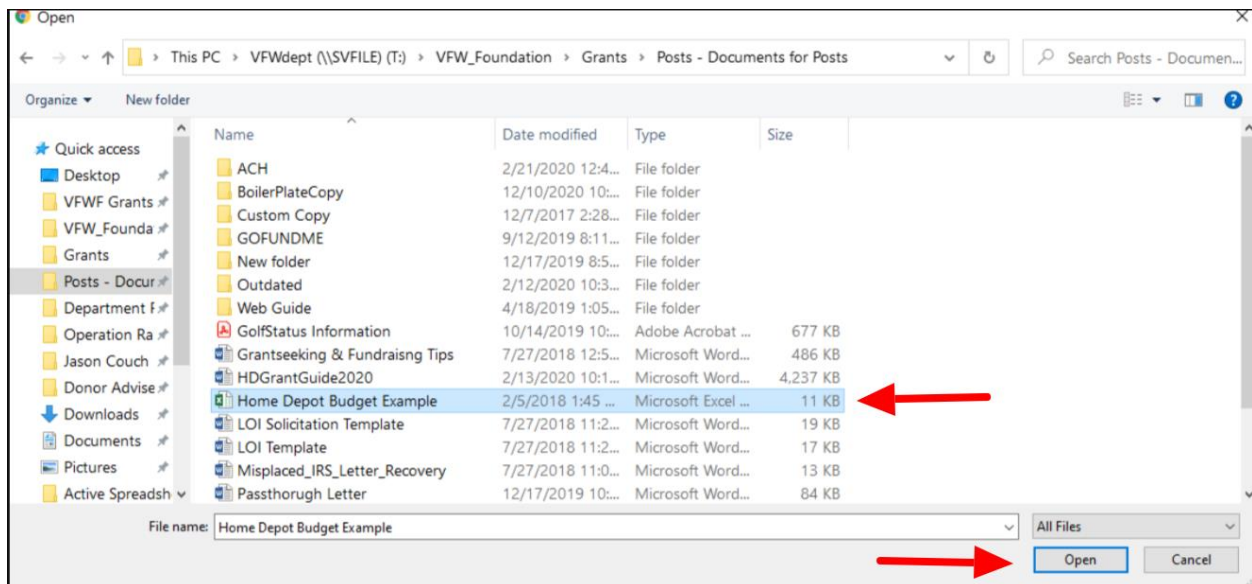 Open
This PC > VFWdept (\\SVFILE) (T:) > VFW_Foundation > Grants > Posts - Documents for Posts
Search Posts - Documen...
Organize New folder
Name Date modified Type Size
Quick access
Desktop
VFWF Grants
VFW_Founda
Grants
Posts - Docur
Department F
Operation Ra
Jason Couch
Donor Advise
Downloads
Documents
Pictures
Active Spreadsh
ACH 2/21/2020 12:4... File folder
BoilerPlateCopy 12/10/2020 10:... File folder
Custom Copy 12/7/2017 2:28... File folder
GOFUNDME 9/12/2019 8:11... File folder
New folder 12/17/2019 8:5... File folder
Outdated 2/12/2020 10:3... File folder
Web Guide 4/18/2019 1:05... File folder
GolfStatus Information 10/14/2019 10:... Adobe Acrobat ... 677 KB
Grantseeking & Fundraisng Tips 7/27/2018 12:5... Microsoft Word... 486 KB
HDGrantGuide2020 2/13/2020 10:1... Microsoft Word... 4,237 KB
Home Depot Budget Example 2/5/2018 1:45 ... Microsoft Excel ... 11 KB
LOI Solicitation Template 7/27/2018 11:2... Microsoft Word... 19 KB
LOI Template 7/27/2018 11:2... Microsoft Word... 17 KB
Misplaced_IRS_Letter_Recovery 7/27/2018 11:0... Microsoft Word... 13 KB
Passthorugh Letter 12/17/2019 10:... Microsoft Word... 84 KB
File name: Home Depot Budget Example All Files
Open Cancel